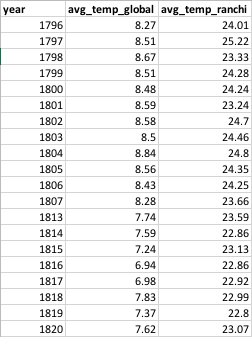 year avg_temp_global avg_temp_ranchi
1796 8.27 24.01
1797 8.51 25.22
1798 8.67 23.33
1799 8.51 24.28
1800 8.48 24.24
1801 8.59 23.24
1802 8.58 24.7
1803 8.5 24.46
1804 8.84 24.8
1805 8.56 24.35
1806 8.43 24.25
1807 8.28 23.66
1813 7.74 23.59
1814 7.59 22.86
1815 7.24 23.13
1816 6.94 22.86
1817 6.98 22.92
1818 7.83 22.99
1819 7.37 22.8
1820 7.62 23.07